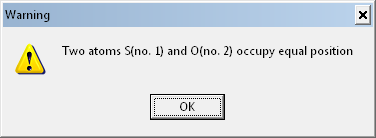 Warning
Two atoms S(no. 1) and O(no. 2) occupy equal position
OK